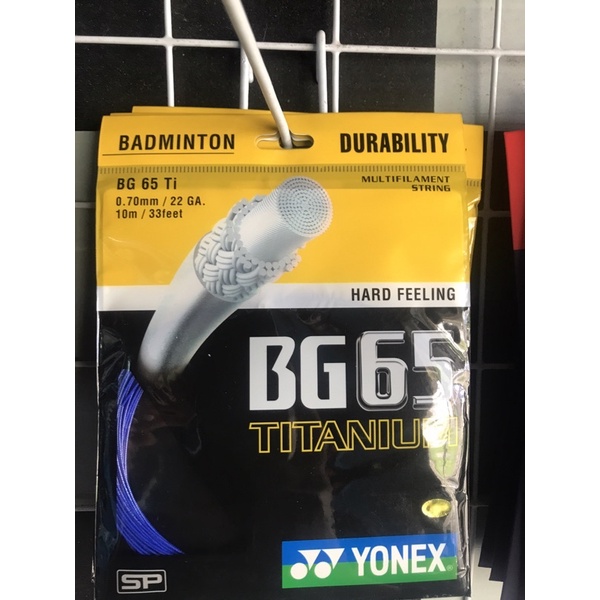 BADMINTON
DURABILITY
BG 65 Ti
0.70mm / 22 GA.
10m / 33feet
MULTIFILAMENT
STRING
HARD FEELING
BG65
TITANIUM
YONEX
SP